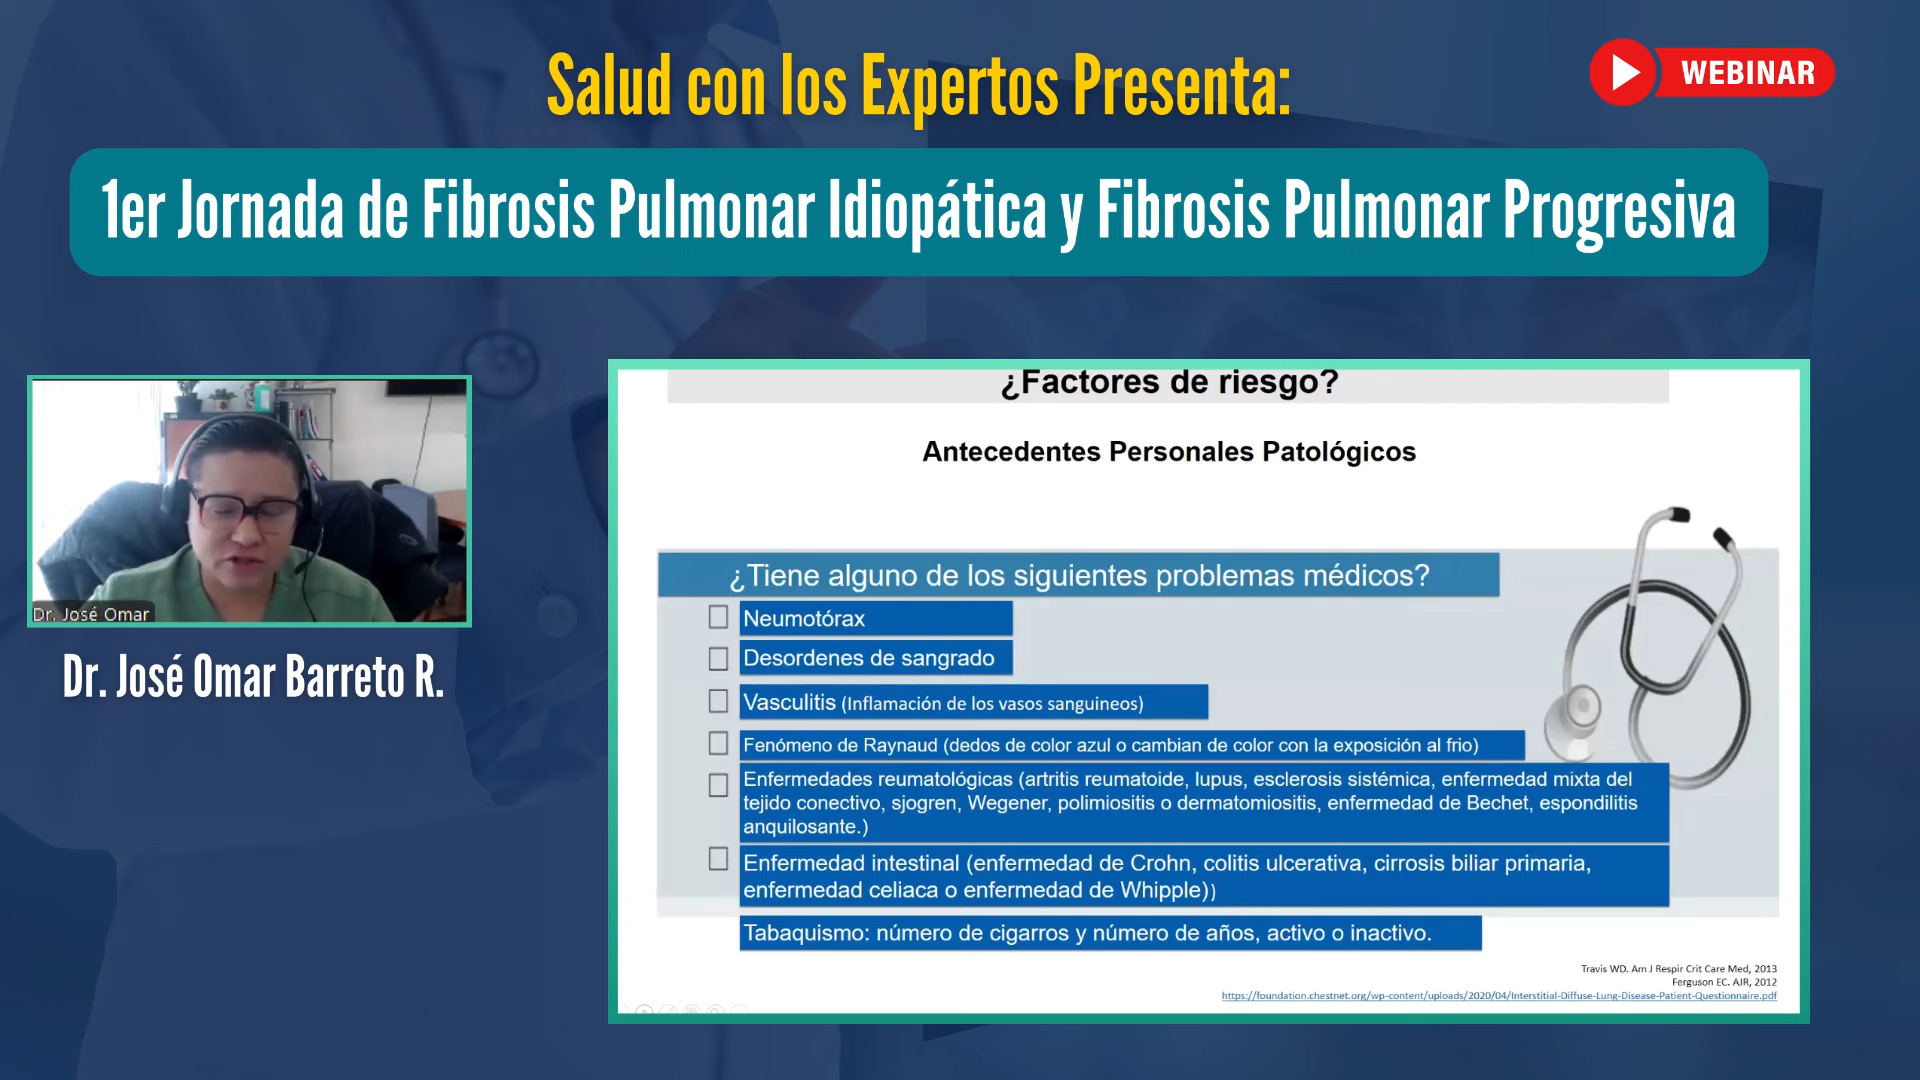 Salud con los Expertos Presenta:
WEBINAR
1er Jornada de Fibrosis Pulmonar Idiopática y Fibrosis Pulmonar Progresiva
¿Factores de riesgo?
Antecedentes Personales Patológicos
¿Tiene alguno de los siguientes problemas médicos?
Neumotórax
Desordenes de sangrado
Vasculitis (Inflamación de los vasos sanguineos)
Fenómeno de Raynaud (dedos de color azul o cambian de color con la exposición al frio)
Enfermedades reumatológicas (artritis reumatoide, lupus, esclerosis sistémica, enfermedad mixta del
tejido conectivo, sjogren, Wegener, polimiositis o dermatomiositis, enfermedad de Bechet, espondilitis
anquilosante.)
Enfermedad intestinal (enfermedad de Crohn, colitis ulcerativa, cirrosis biliar primaria,
enfermedad celiaca o enfermedad de Whipple))
Tabaquismo: número de cigarros y número de años, activo o inactivo.
Travis WD. Am J Respir Crit Care Med, 2013
Ferguson EC. AJR, 2012
https://foundation.chestnet.org/wp-content/uploads/2020/04/Interstitial-Diffuse-Lung-Disease-Patient-Questionnaire.pdf
Dr. José Omar
Dr. José Omar Barreto R.